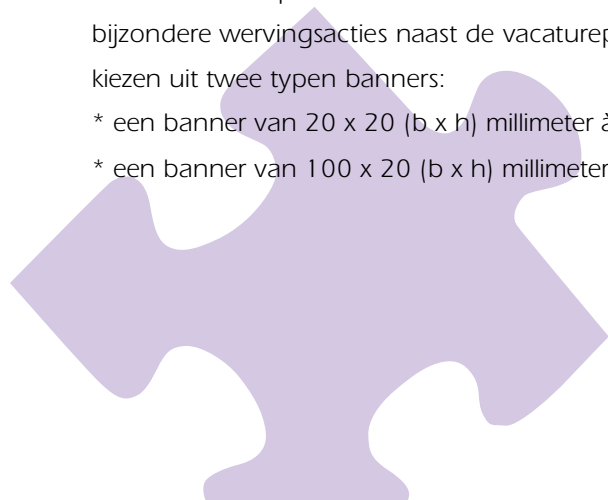 bijzondere wervingsacties naast de vacaturep
kiezen uit twee typen banners:
* een banner van 20 x 20 (b x h) millimeter à
* een banner van 100 x 20 (b x h) millimeter